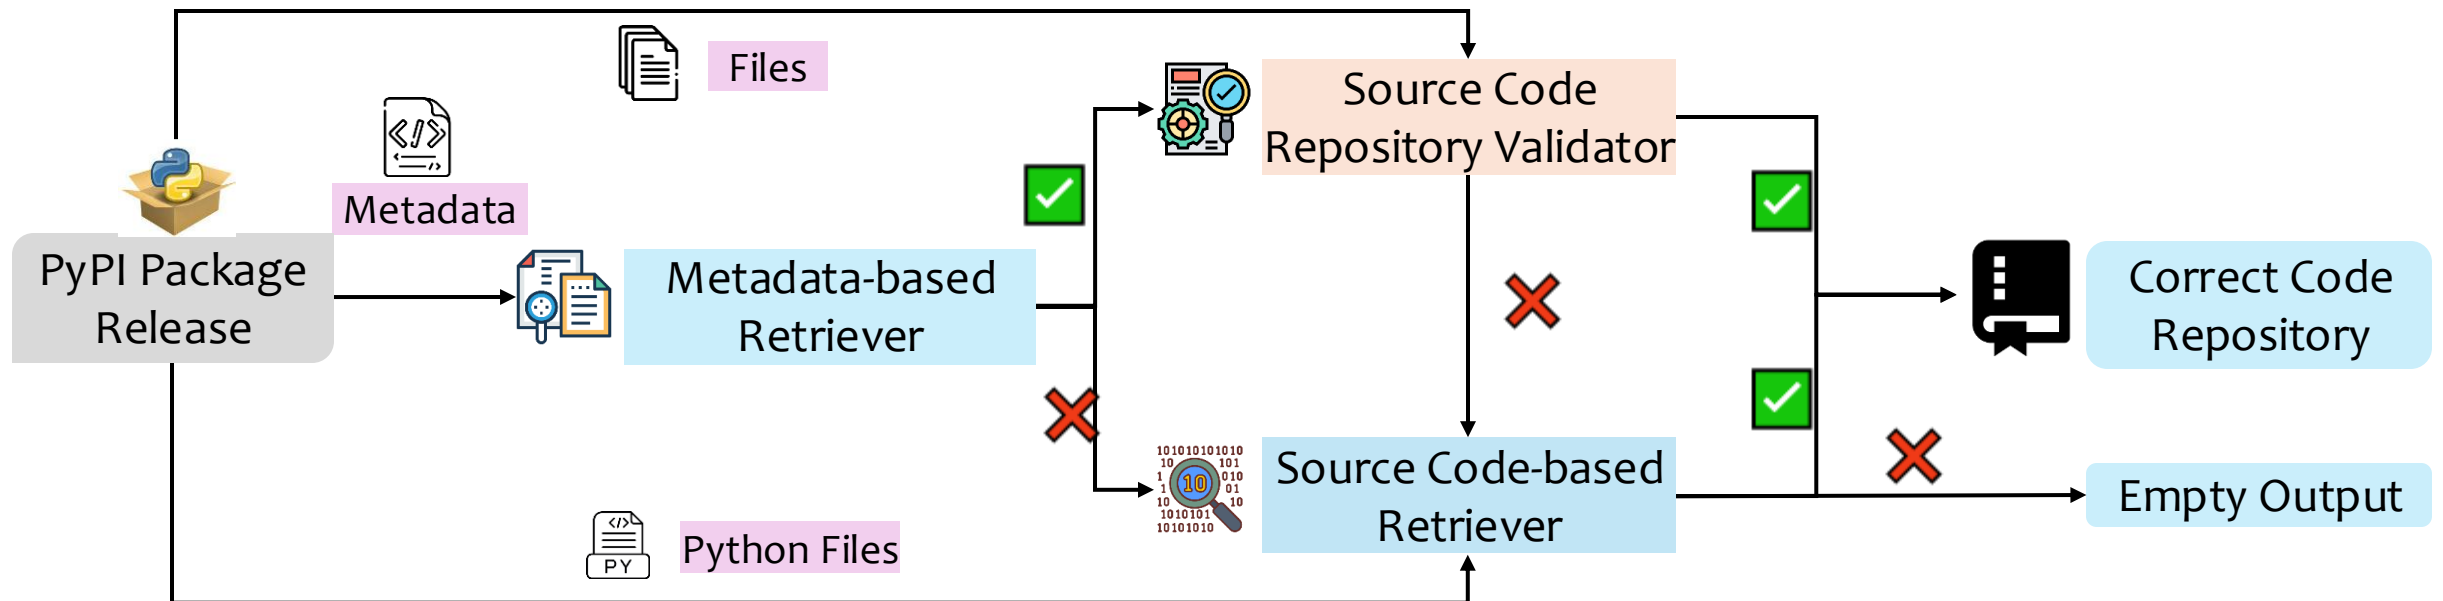 Files
Metadata
PyPI Package
Release
Metadata-based
Retriever
Source Code
Repository Validator
Source Code-based
Retriever
Python Files
PY
Correct Code
Repository
Empty Output